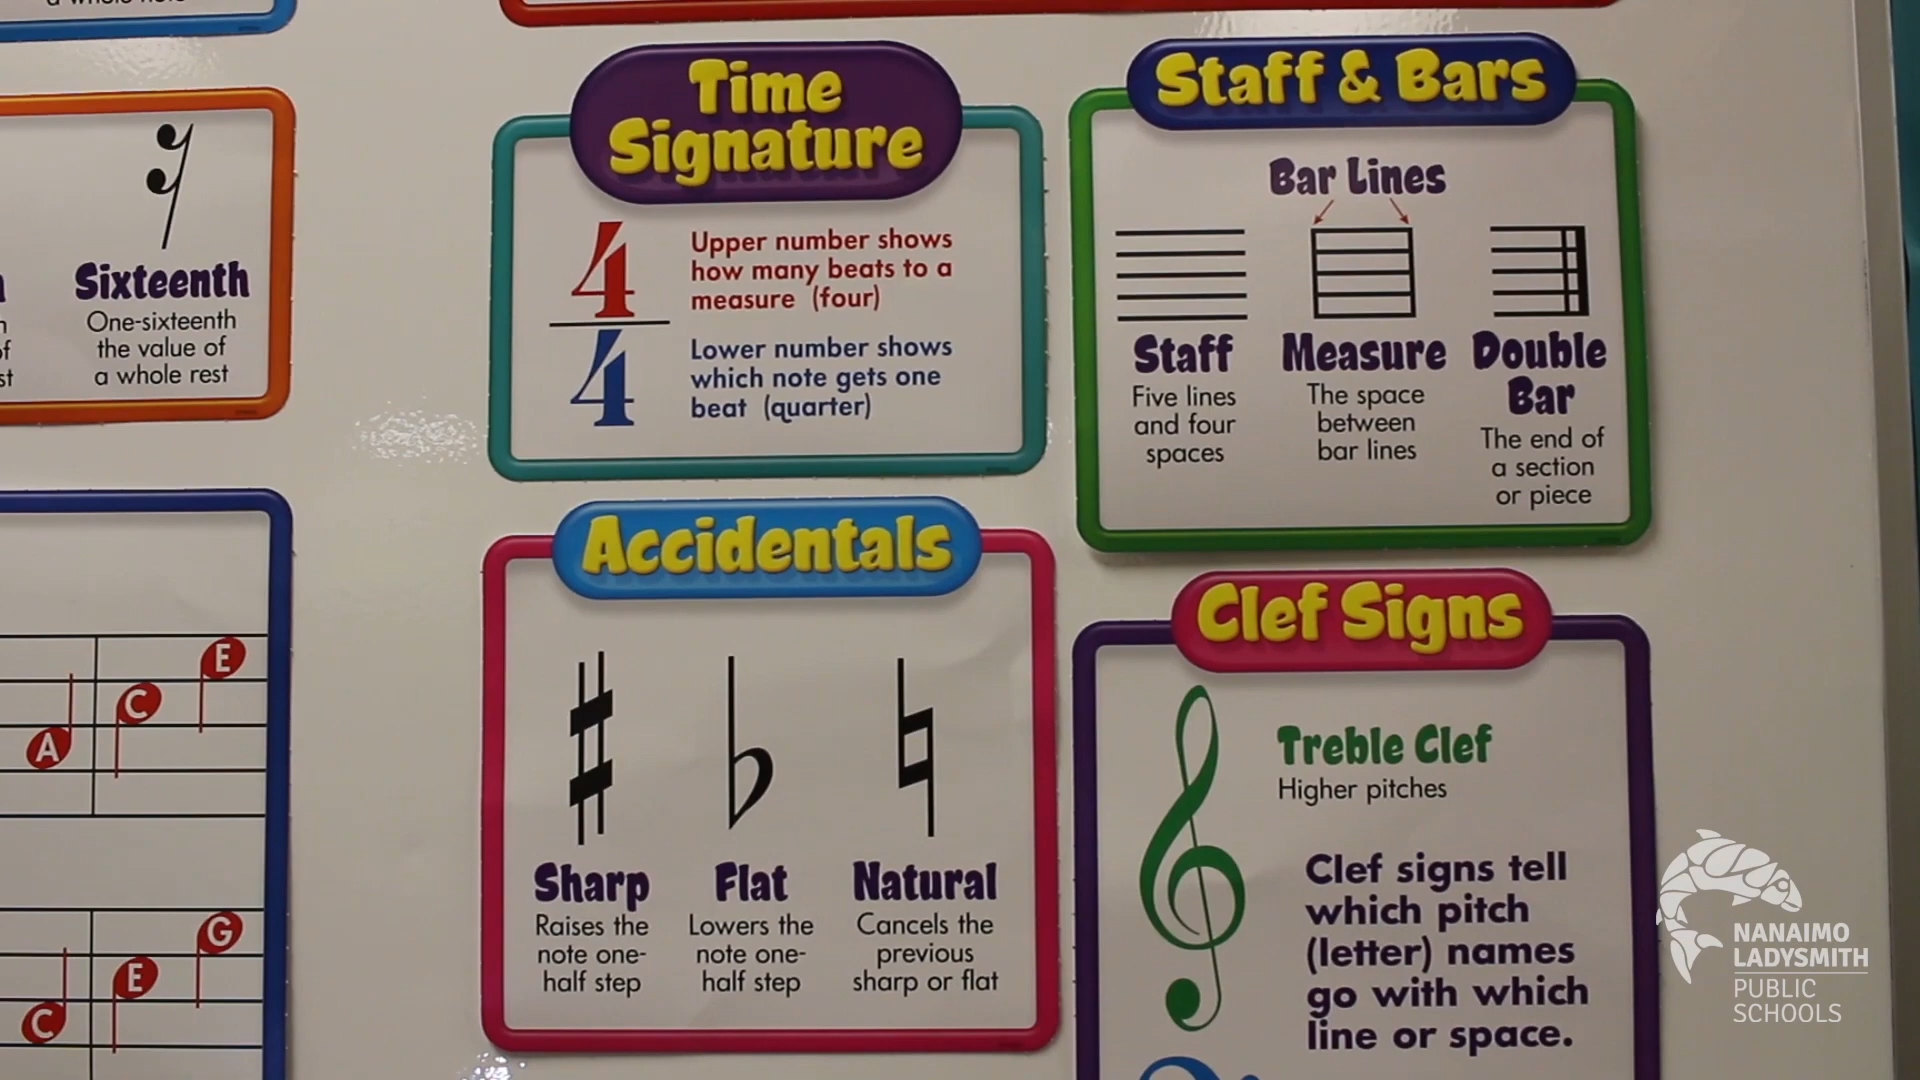 a whole note
Sixteenth
One-sixteenth
the value of
a whole rest
Time
Signature
4
4
Upper number shows
how many beats to a
measure (four)
Lower number shows
which note gets one
beat (quarter)
Staff & Bars
Bar Lines
Staff
Five lines
and four
spaces
Measure
The space
between
bar lines
Double
Bar
The end of
a section
or piece
A
C
E
C
E
G
Accidentals
Sharp
Raises the
note one-
half step
Flat
Lowers the
note one-
half step
Natural
Cancels the
previous
sharp or flat
Clef Signs
Treble Clef
Higher pitches
Clef signs tell
which pitch
(letter) names
go with which
line or space.
NANAIMO
LADYSMITH
PUBLIC
SCHOOLS